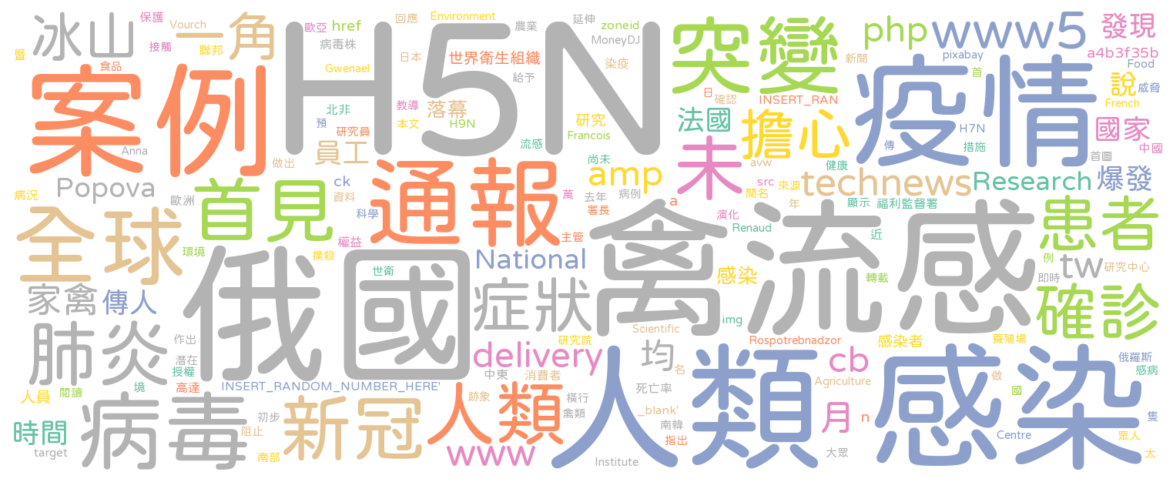 冰山 一角 H5N 突變 php www5 發現
Vourch 保護 接觸 聯邦 歐亞 href 回應 Environment 農業 延伸 MoneyDJ 病毒株 日本 世界衛生組織 給予 染疫 新聞 pixabay a4b3f35b Food
暨 食品 Gwenael 首 說 威脅 French
案例 疫情
北非 教導 落幕 研究 日 確認 INSERT_RAN 國家
預 研究員 本文 H9N Francois 法國 擔心 H7N 中國
Anna 員工 流感 傳 措施 首圖
做出 尚未 未 avw 健康 爆發
Popova 首見 ck 通報 amp src 聞名 來源 technews Research
病況 歐洲 資料 科學 萬 去年 病例 a 年 顯示 福利監督署
全球 權益 署長 演化 Renaud 近 患者
環境 撲殺 主管 禽流感 例
俄國 世衛 National 感染 轉載 tw 研究中心
家禽 傳人 症狀 即時
肺炎 img 確診
作出 Scientific Rospotrebnadzor 養殖場
潛在 研究院 delivery 均 感染者 cb 俄羅斯
授權 境 中東 消費者 名 Agriculture 做 感病
人員 閱讀 高達 INSERT_RANDOM_NUMBER_HERE' 跡象 橫行 死亡率 國
病毒 新冠 人類 人類 感染
初步 禽類 _blank' 月 n 隻
時間 阻止 南韓 指出 Centre 眾人
target 南部 www Institute 大眾 太